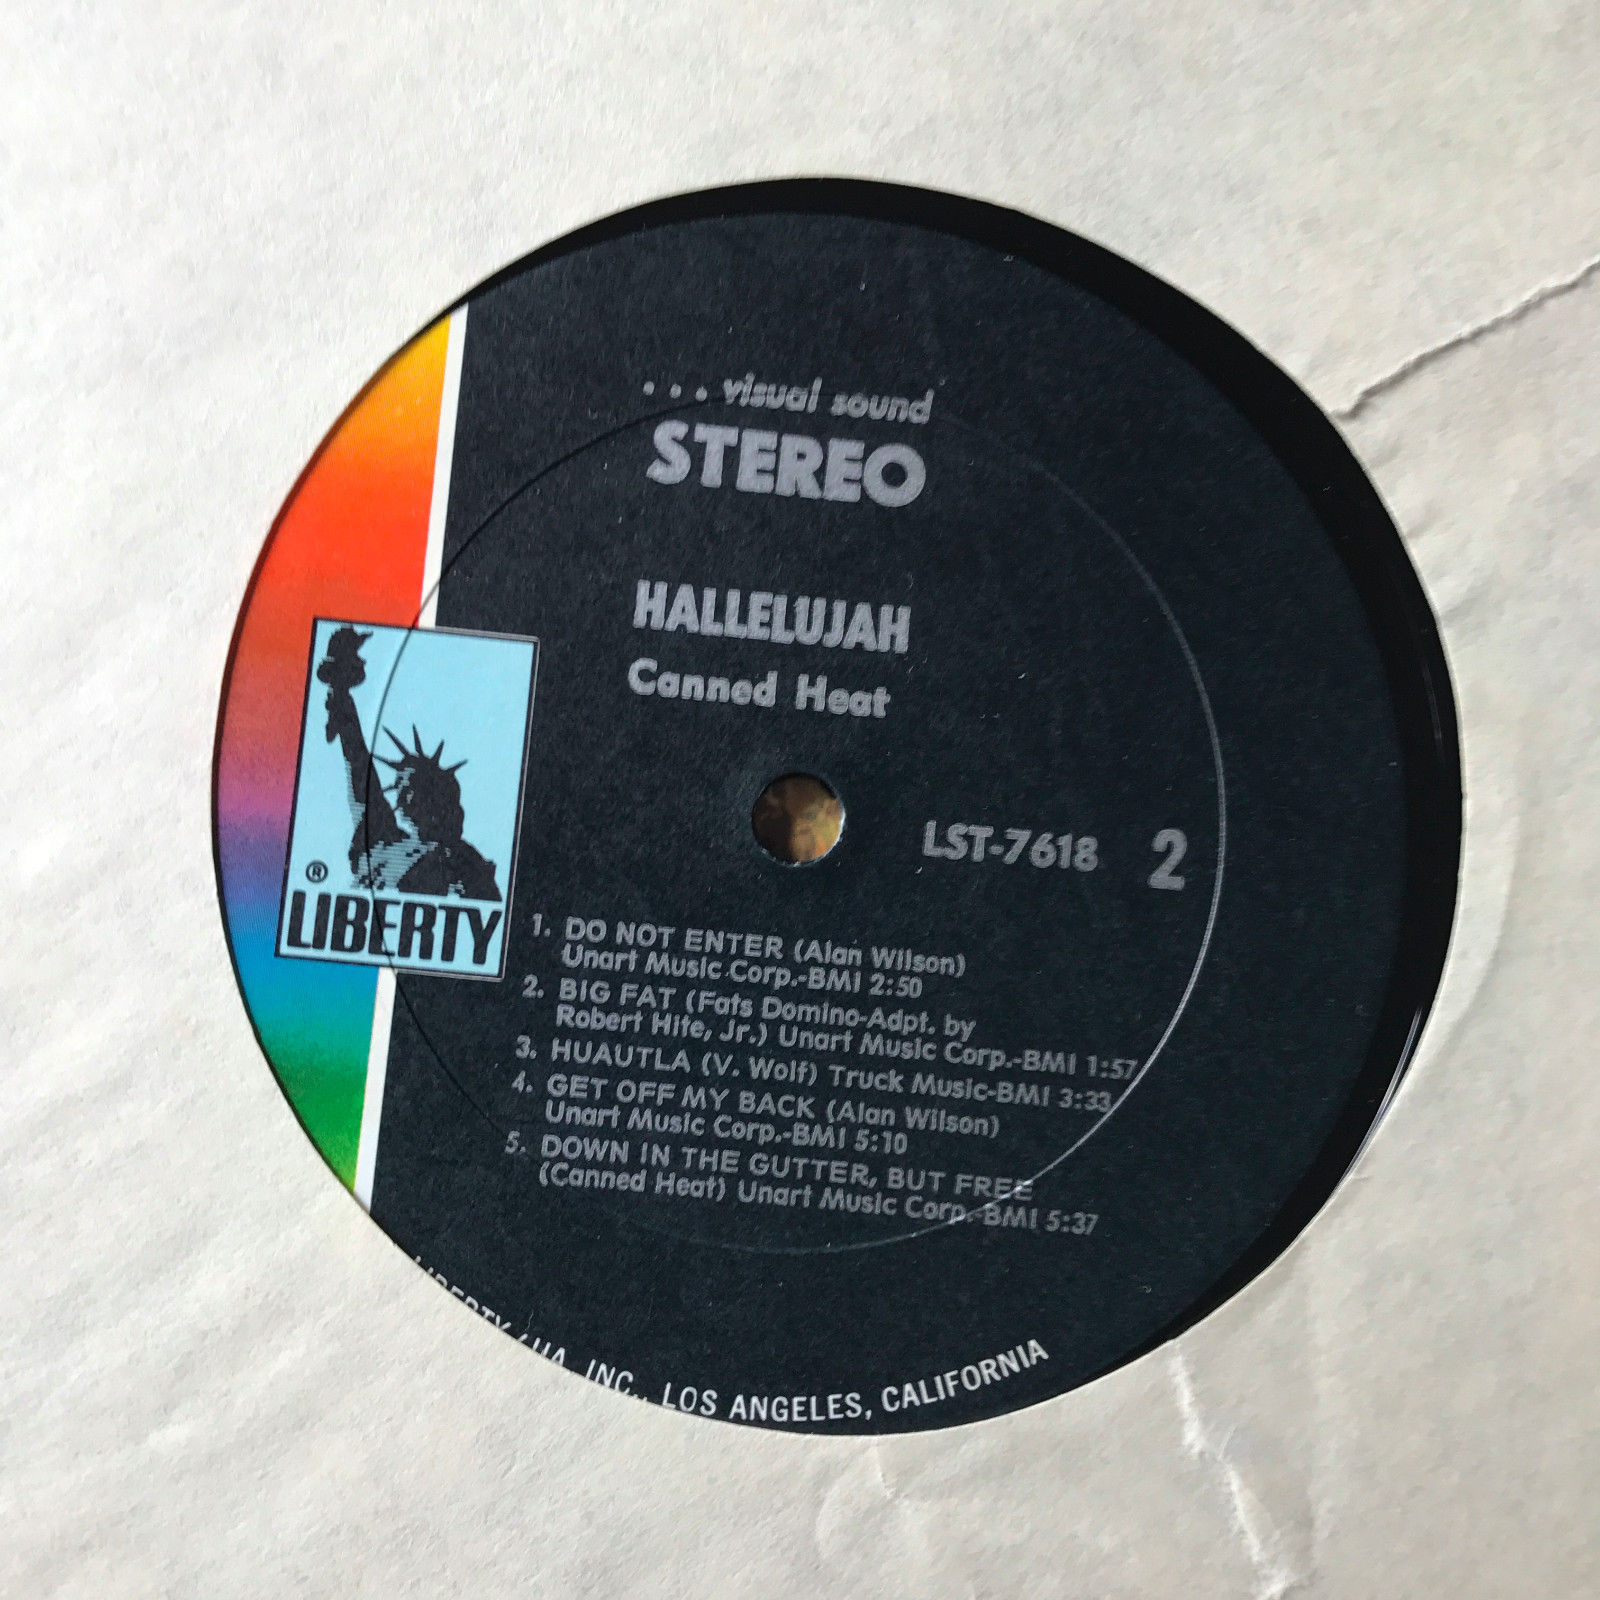 . . . visual sound
STEREO
HALLELUJAH
Canned Heat
LST-7618 2
® LIBERTY
1. DO NOT ENTER (Alan Wilson)
Unart Music Corp.-BMI 2:50
2. BIG FAT (Fats Domino-Adpt. by
Robert Hite, Jr.) Unart Music Corp.-BMI 1:57
3. HUAUTLA (V. Wolf) Truck Music-BMI 3:33
4. GET OFF MY BACK (Alan Wilson)
Unart Music Corp.-BMI 5:10
5. DOWN IN THE GUTTER, BUT FREE
(Canned Heat) Unart Music Corp.-BMI 5:37
LIBERTY / UA, INC., LOS ANGELES, CALIFORNIA